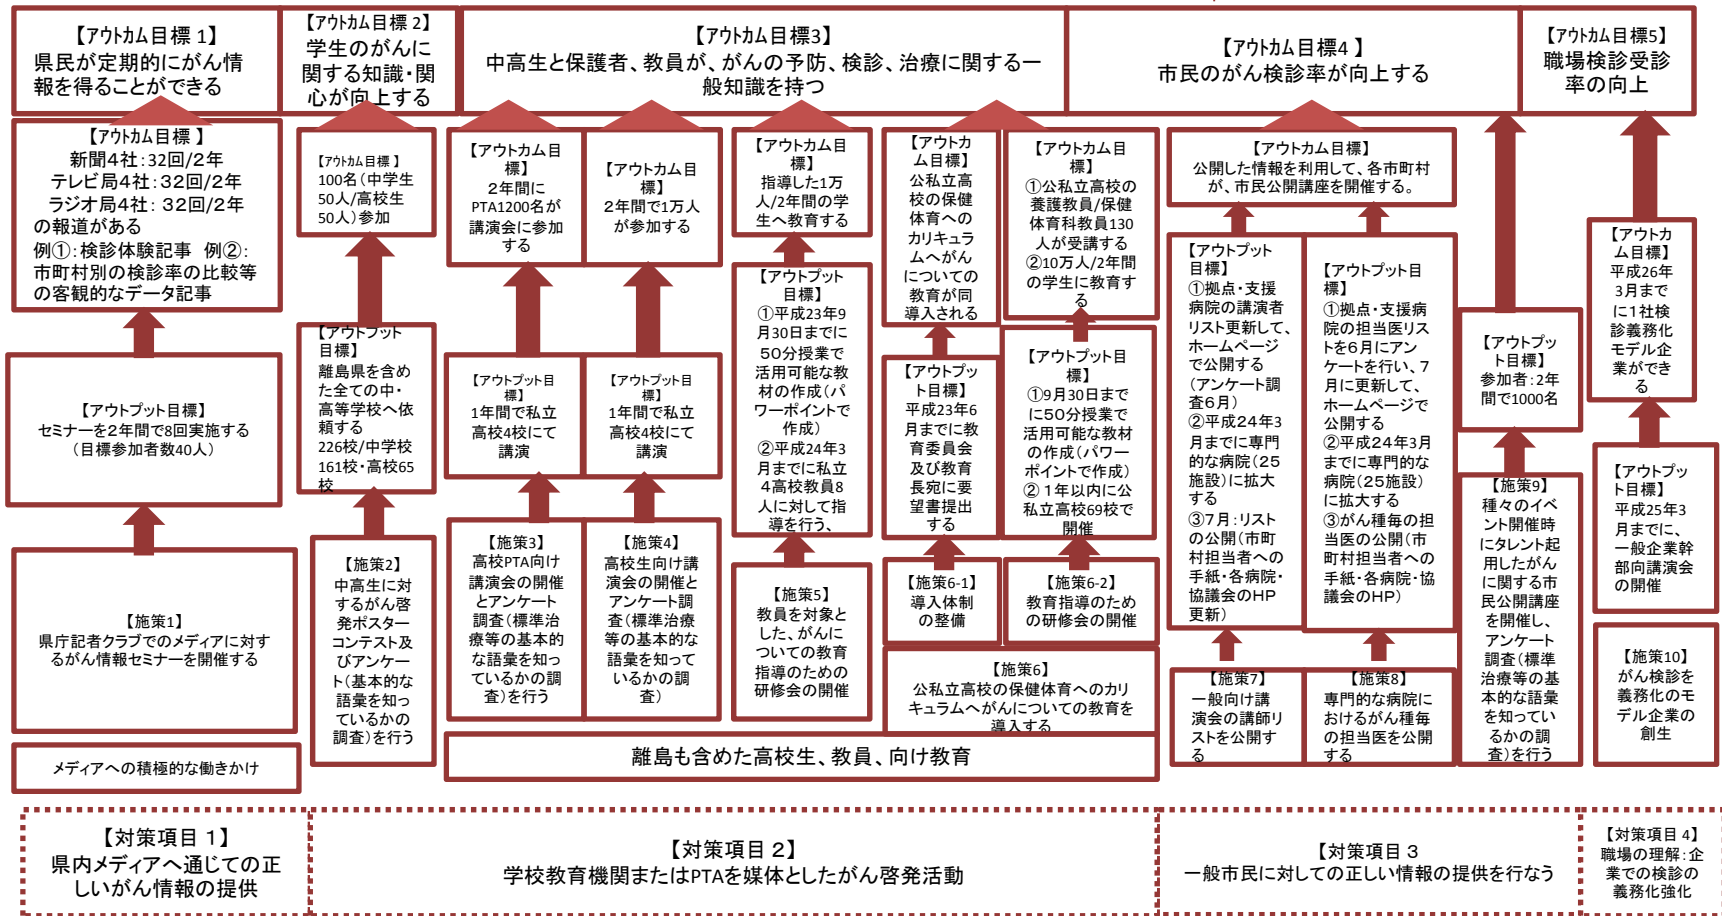 【アウトカム目標 1】
県民が定期的にがん情
報を得ることができる
【アウトカム目標 2】
学生のがんに
関する知識・関
心が向上する
【アウトカム目標3】
中高生と保護者、教員が、がんの予防、検診、治療に関する一
般知識を持つ
【アウトカム目標4 】
市民のがん検診率が向上する
【アウトカム目標5】
職場検診受診
率の向上
【アウトカム目標 】
新聞4社:32回/2年
テレビ局4社:32回/2年
ラジオ局4社:32回/2年
の報道がある
例①:検診体験記事 例②:
市町村別の検診率の比較等
の客観的なデータ記事
【アウトカム目標 】
100名(中学生
50人/高校生
50人)参加
【アウトカム目
標】
2年間に
PTA1200名が
講演会に参加
する
【アウトカム目
標】
2年間で1万人
が参加する
【アウトカム目
標】
指導した1万
人/2年間の学
生へ教育する
【アウトカ
ム目標】
公私立高
校の保健
体育への
カリキュラ
ムへがん
について
の教育が同
導入される
【アウトカム目
標】
①公私立高校の
養護教員/保健
体育科教員130
人が受講する
②10万人/2年間
の学生に教育す
る
【アウトカム目標】
公開した情報を利用して、各市町村
が、市民公開講座を開催する。
【アウトカ
ム目標】
平成26年
3月まで
に1社検
診義務化
モデル企
業ができ
る
【アウトプット目標】
セミナーを2年間で8回実施する
(目標参加者数40人)
【アウトプット
目標】
離島県を含め
た全ての中・
高等学校へ依
頼する
226校/中学校
161校・高校65
校
【アウトプット目
標】
1年間で私立
高校4校にて
講演
【アウトプット目
標】
1年間で私立
高校4校にて
講演
【アウトプット
目標】
①平成23年9
月30日までに
50分授業で
活用可能な教
材の作成(パ
ワーポイントで
作成)
②平成24年3
月までに私立
4高校教員8
人に対して指
導を行う、
【アウトプッ
ト目標】
平成23年6
月までに教
育委員会
及び教育
長宛に要
望書提出
する
【アウトプット目
標】
①9月30日まで
に50分授業で
活用可能な教材
の作成(パワー
ポイントで作成)
② 1年以内に公
私立高校69校で
開催
【アウトプット
目標】
①拠点・支援
病院の講演者
リスト更新して、
ホームページ
で公開する
(アンケート調
査6月)
②平成24年3
月までに専門
的な病院(25
施設)に拡大
する
③7月:リスト
の公開(市町
村担当者への
手紙・各病院・
協議会のHP
更新)
【アウトプット目
標】
①拠点・支援病
院の担当医リス
トを6月にアン
ケートを行い、7
月に更新して、
ホームページで
公開する
②平成24年3月
までに専門的な
病院(25施設)
に拡大する
③がん種毎の担
当医の公開(市
町村担当者への
手紙・各病院・協
議会のHP)
【アウトプッ
ト目標】
参加者:2年
間で1000名
【アウトプッ
ト目標】
平成25年3
月までに、
一般企業幹
部向講演会
の開催
【施策1】
県庁記者クラブでのメディアに対す
るがん情報セミナーを開催する
【施策2】
中高生に対
するがん啓
発ポスター
コンテスト及
びアンケー
ト(基本的な
語彙を知っ
ているかの
調査)を行う
【施策3】
高校PTA向け
講演会の開催
とアンケート
調査(標準治
療等の基本的
な語彙を知っ
ているかの調
査)を行う
【施策4】
高校生向け講
演会の開催と
アンケート調
査(標準治療
等の基本的な
語彙を知って
いるかの調
査)
【施策5】
教員を対象と
した、がんに
ついての教育
指導のための
研修会の開催
【施策6-1】
導入体制
の整備
【施策6-2】
教育指導のため
の研修会の開催
【施策6】
公私立高校の保健体育へのカリ
キュラムへがんについての教育を
導入する
【施策7】
一般向け講
演会の講師リ
ストを公開す
る
【施策8】
専門的な病院に
おけるがん種毎
の担当医を公開
する
【施策9】
種々のイベ
ント開催時
にタレント起
用したがん
に関する市
民公開講座
を開催し、
アンケート
調査(標準
治療等の基
本的な語彙
を知ってい
るかの調
査)を行う
【施策10】
がん検診を
義務化のモ
デル企業の
創生
メディアへの積極的な働きかけ
離島も含めた高校生、教員、向け教育
【対策項目 1】
県内メディアへ通じての正
しいがん情報の提供
【対策項目 2】
学校教育機関またはPTAを媒体としたがん啓発活動
【対策項目 3】
一般市民に対しての正しい情報の提供を行なう
【対策項目 4】
職場の理解:企
業での検診の
義務化強化